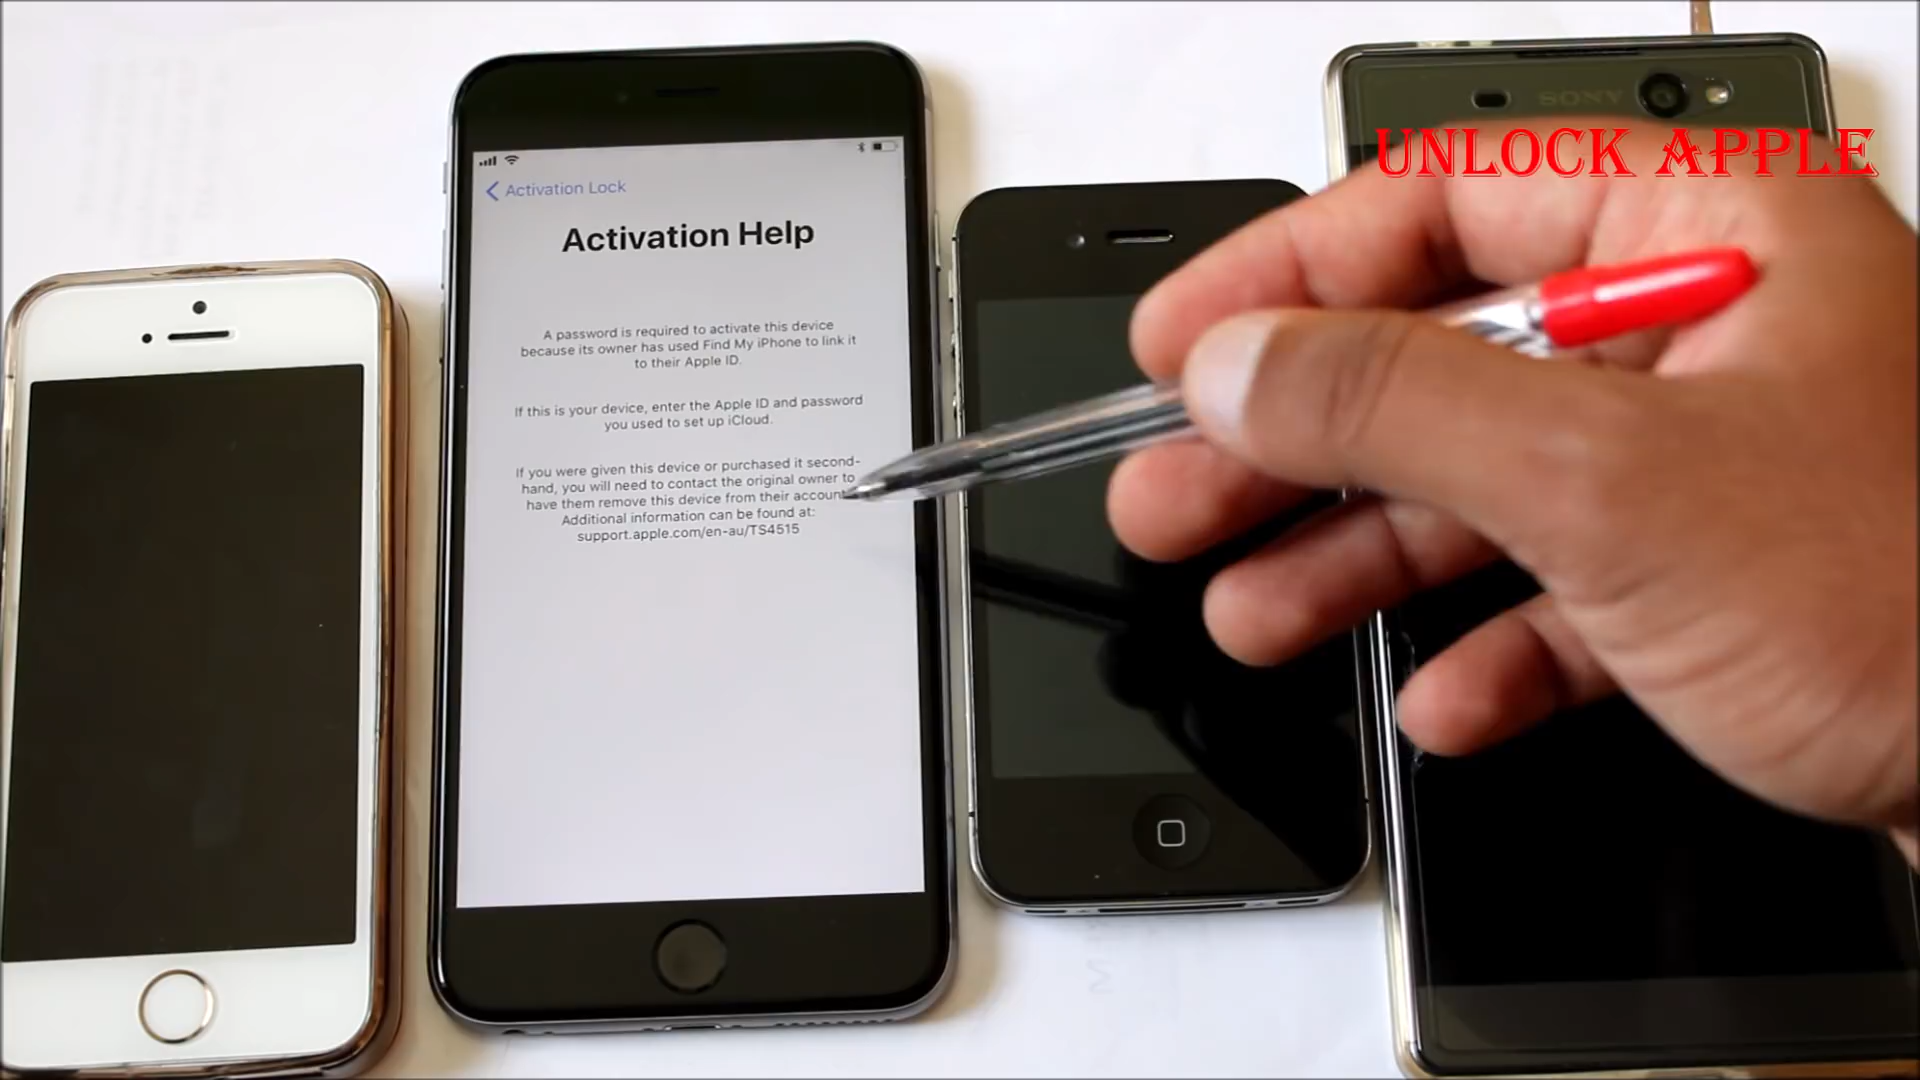 SONY
UNLOCK APPLE
Activation Lock
Activation Help
A password is required to activate this device
because its owner has used Find My iPhone to link it
to their Apple ID.
If this is your device, enter the Apple ID and password
you used to set up iCloud.
If you were given this device or purchased it second-
hand, you will need to contact the original owner to
have them remove this device from their account.
Additional information can be found at:
support.apple.com/en-au/TS4515